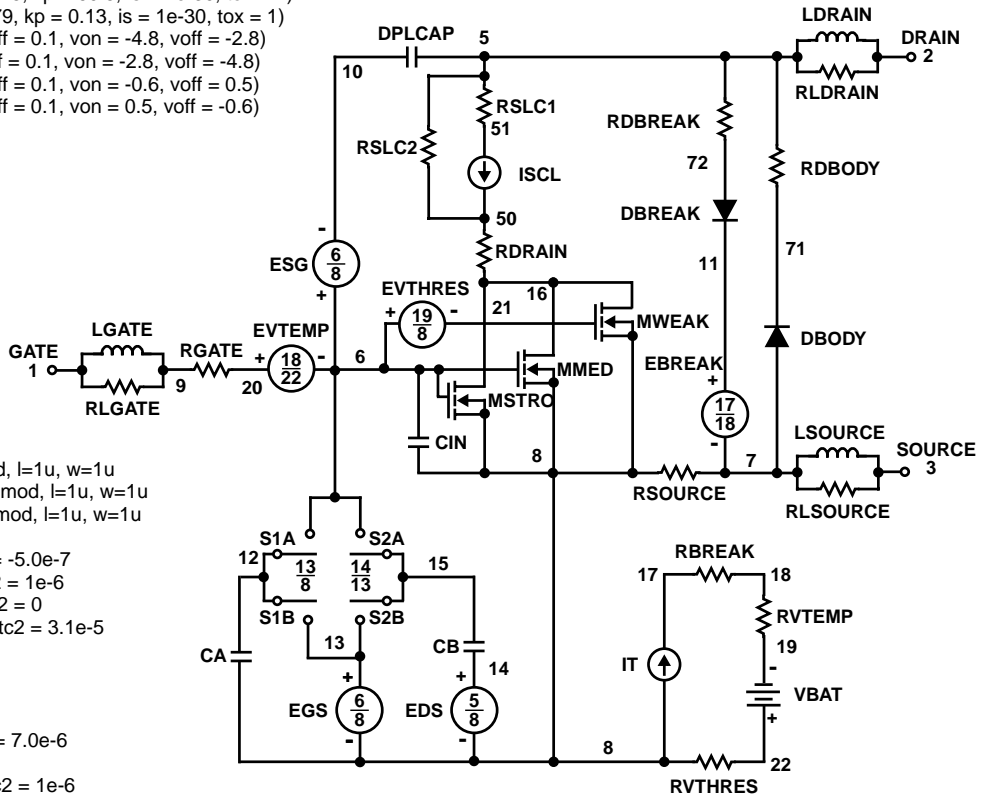 79, kp = 0.13, is = 1e-30, tox = 1)
ff = 0.1, von = -4.8, voff = -2.8)
ff = 0.1, von = -2.8, voff = -4.8)
ff = 0.1, von = -0.6, voff = 0.5)
ff = 0.1, von = 0.5, voff = -0.6)
DPLCAP
5
10
LDRAIN
DRAIN
2
RLDRAIN
RSLC1
51
RSLC2
ISCL
50
RDBREAK
72
RDBODY
DBREAK
71
RDRAIN
11
-
ESG
6
8
+
EVTHRES
+
19
8
-
21
16
MWEAK
LGATE
GATE
1
RLGATE
9
RGATE
20
EVTEMP
+
18
22
-
6
MMED
MSTRO
EBREAK
+
17
18
-
DBODY
CIN
8
RSOURCE
7
LSOURCE
SOURCE
3
RLSOURCE
d, l=1u, w=1u
mod, l=1u, w=1u
mod, l=1u, w=1u
= -5.0e-7
2 = 1e-6
2 = 0
tc2 = 3.1e-5
S1A
S2A
12
13
8
14
13
15
S1B
S2B
CA
13
CB
14
+
EGS
6
8
-
+
EDS
5
8
-
RBREAK
17
18
RVTEMP
19
IT
-
VBAT
+
8
22
RVTHRES
= 7.0e-6
c2 = 1e-6